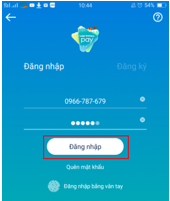 10:44
54%
pay
Đăng nhập
Đăng ký
0966-787-679
Đăng nhập
Quên mật khẩu
Đăng nhập bằng vân tay